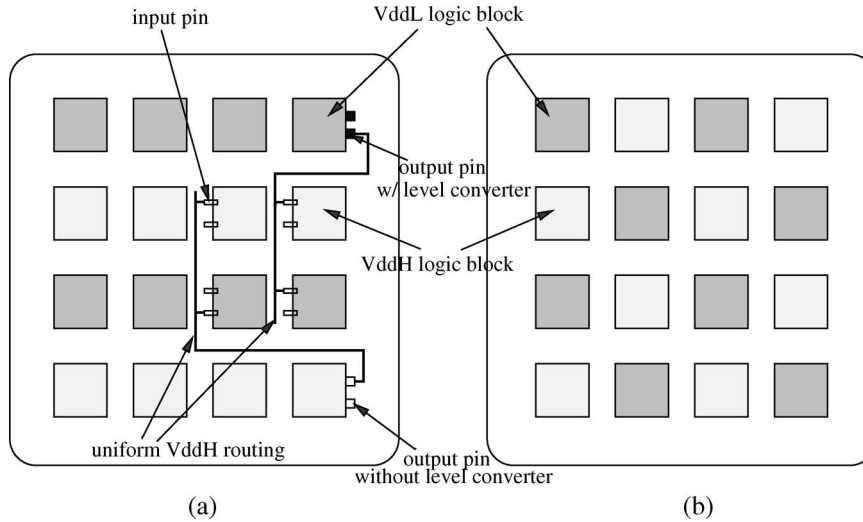 input pin
VddL logic block
output pin
w/ level converter
VddH logic block
uniform VddH routing
output pin
without level converter
(a)
(b)